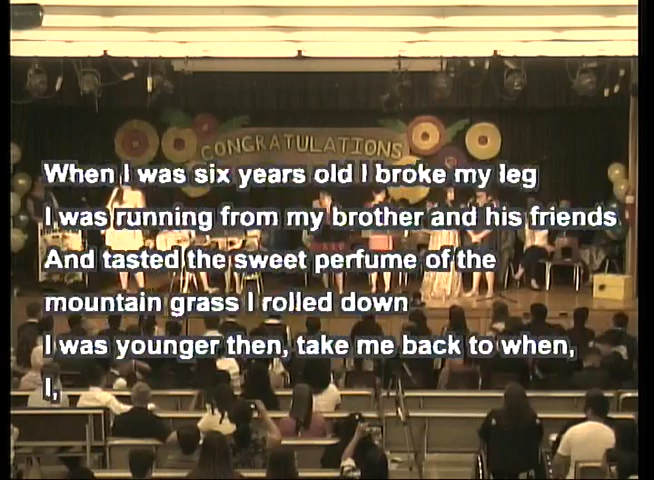 CONGRATULATIONS
When I was six years old I broke my leg
I was running from my brother and his friends
And tasted the sweet perfume of the
mountain grass I rolled down
I was younger then, take me back to when,
I,